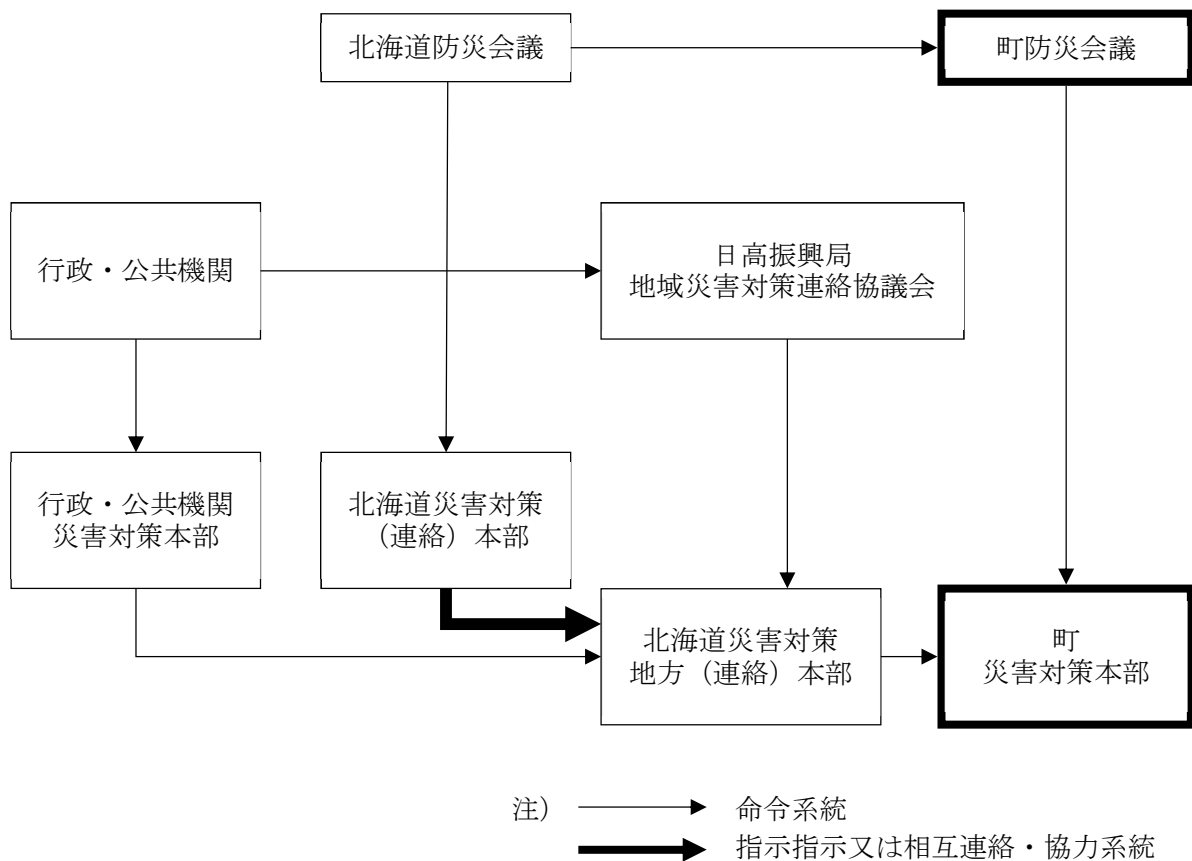 北海道防災会議
町防災会議
行政・公共機関
日高振興局
地域災害対策連絡協議会
行政・公共機関
災害対策本部
北海道災害対策
（連絡）本部
北海道災害対策
地方（連絡）本部
町
災害対策本部
注） 命令系統
指示指示又は相互連絡・協力系統